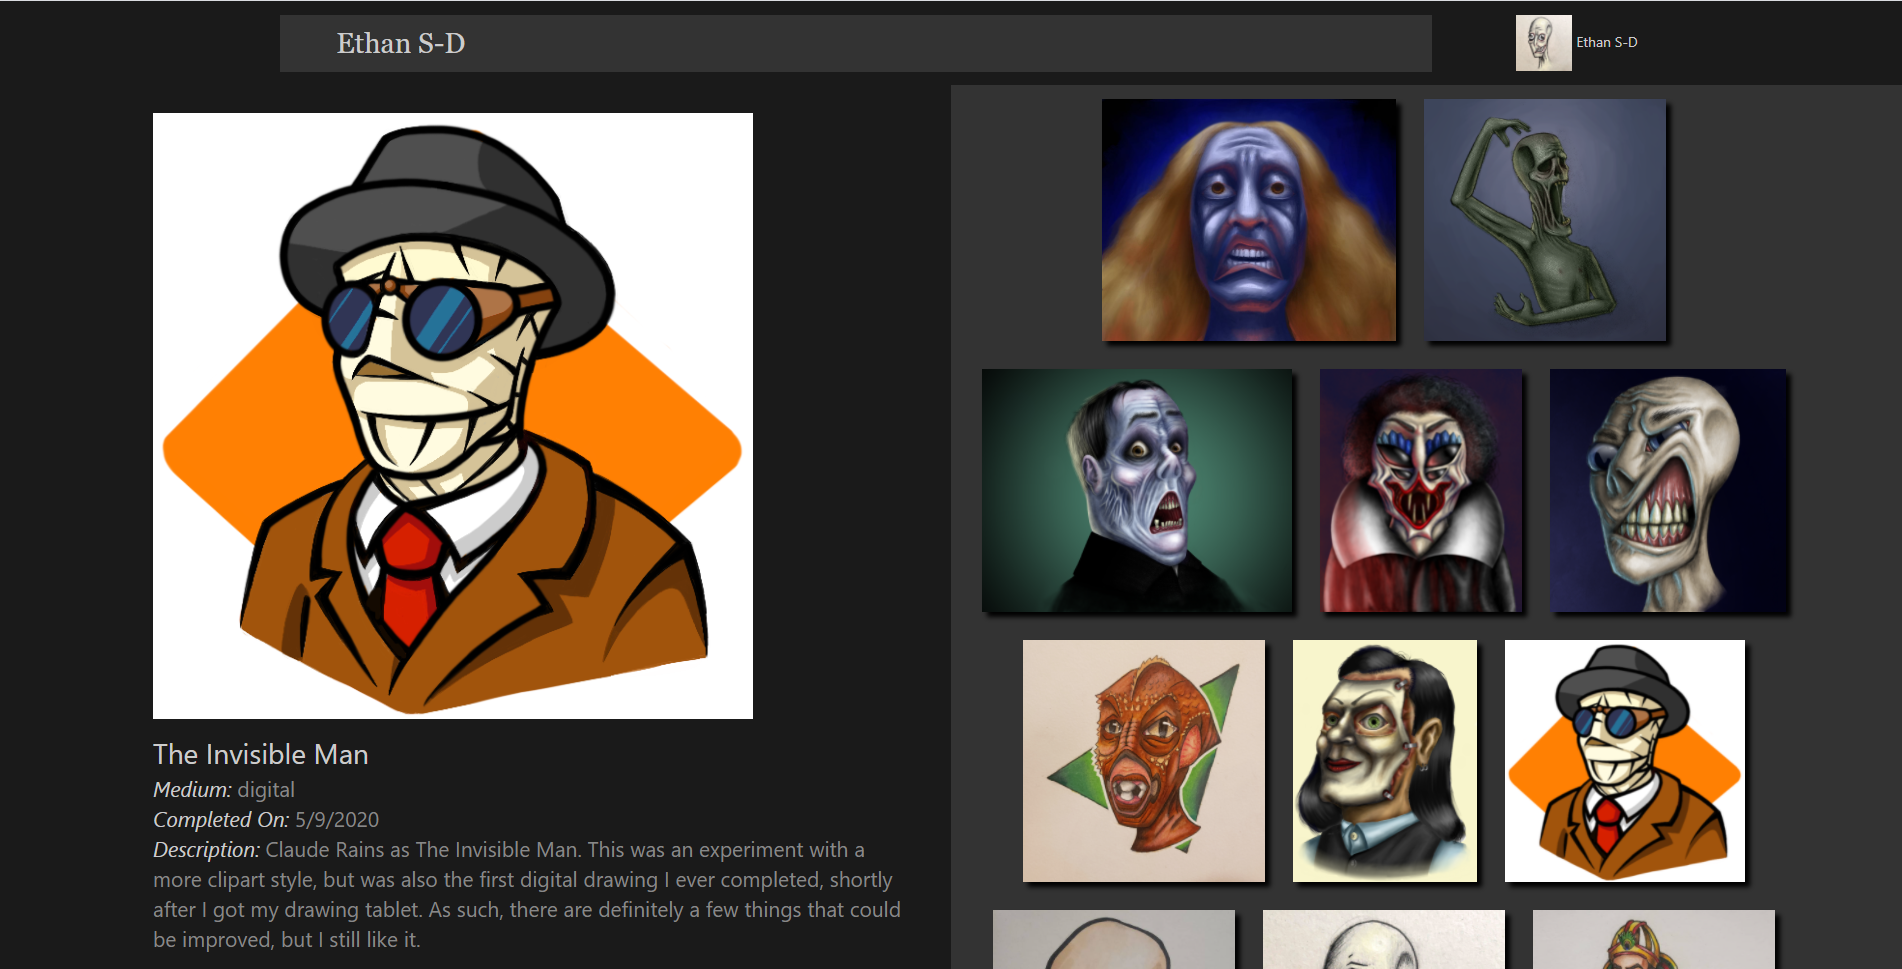 Ethan S-D
Ethan S-D
The Invisible Man
Medium: digital
Completed On: 5/9/2020
Description: Claude Rains as The Invisible Man. This was an experiment with a
more clipart style, but was also the first digital drawing I ever completed, shortly
after I got my drawing tablet. As such, there are definitely a few things that could
be improved, but I still like it.